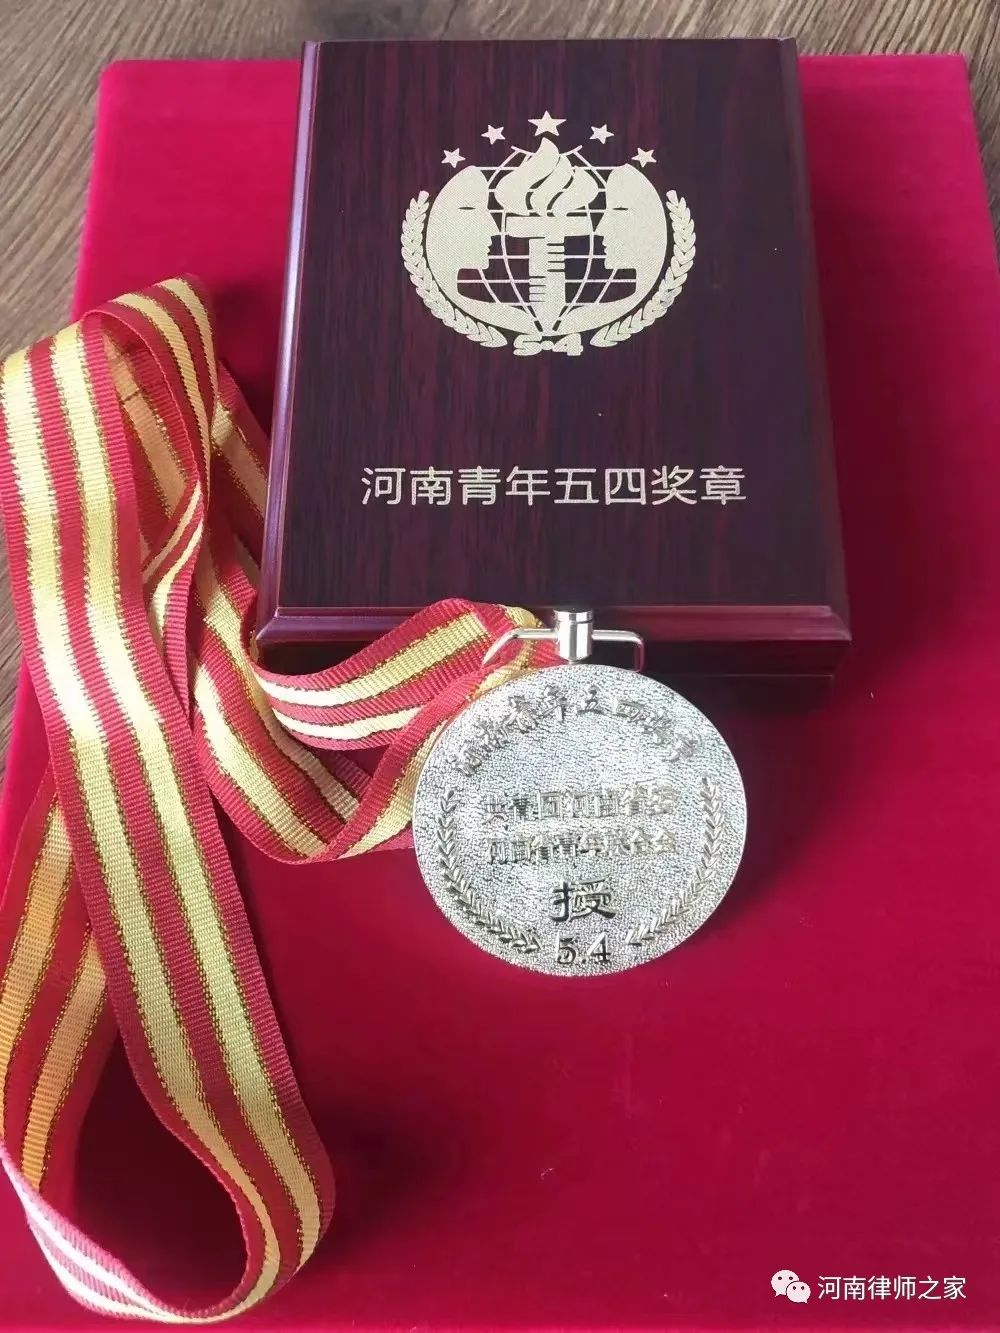 5·4
河南青年五四奖章
河南青年五四奖章
共青团河南省委
河南省青年联合会
授
5.4
河南律师之家